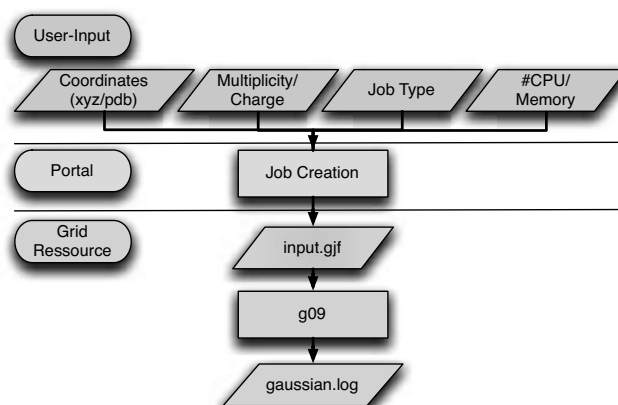 User-Input
Coordinates
(xyz/pdb)
Multiplicity/
Charge
Job Type
#CPU/
Memory
Portal
Job Creation
Grid
Ressource
input.gjf
g09
gaussian.log